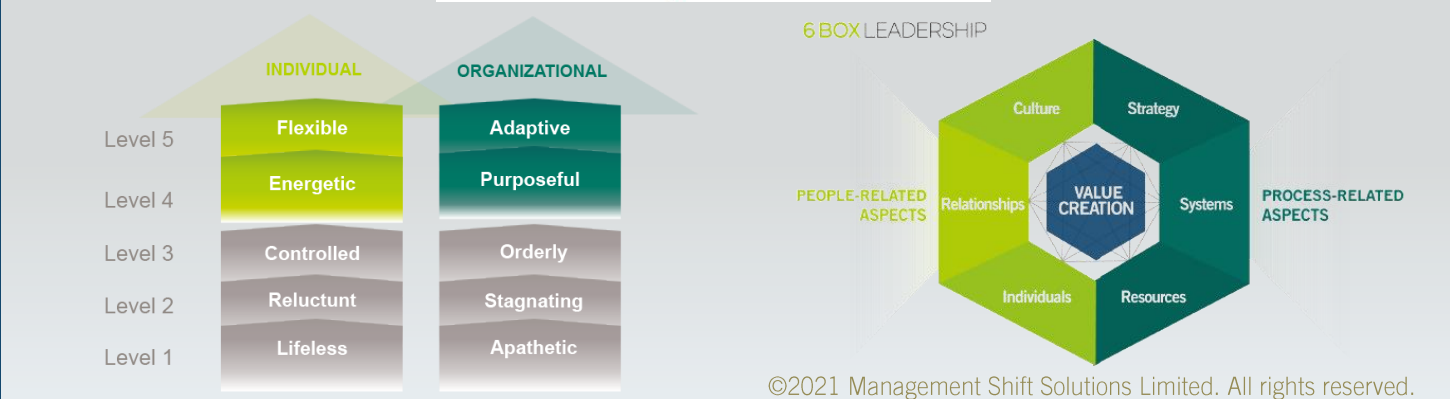 INDIVIDUAL
ORGANIZATIONAL
Level 5
Flexible
Adaptive
Level 4
Energetic
Purposeful
Level 3
Controlled
Orderly
Level 2
Reluctunt
Stagnating
Level 1
Lifeless
Apathetic
6 BOX LEADERSHIP
Culture
Strategy
PEOPLE-RELATED
ASPECTS
Relationships
VALUE
CREATION
Systems
PROCESS-RELATED
ASPECTS
Individuals
Resources
©2021 Management Shift Solutions Limited. All rights reserved.